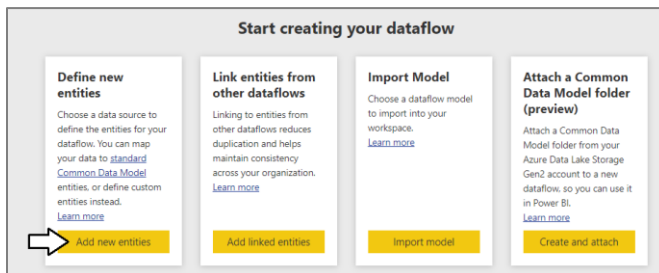 Start creating your dataflow
Define new
entities
Choose a data source to
define the entities for your
dataflow. You can map
your data to standard
Common Data Model
entities, or define custom
entities instead.
Learn more
Add new entities
Link entities from
other dataflows
Linking to entities from
other dataflows reduces
duplication and helps
maintain consistency
across your organization.
Learn more
Add linked entities
Import Model
Choose a dataflow model
to import into your
workspace.
Learn more
Import model
Attach a Common
Data Model folder
(preview)
Attach a Common Data
Model folder from your
Azure Data Lake Storage
Gen2 account to a new
dataflow, so you can use it
in Power BI.
Learn more
Create and attach